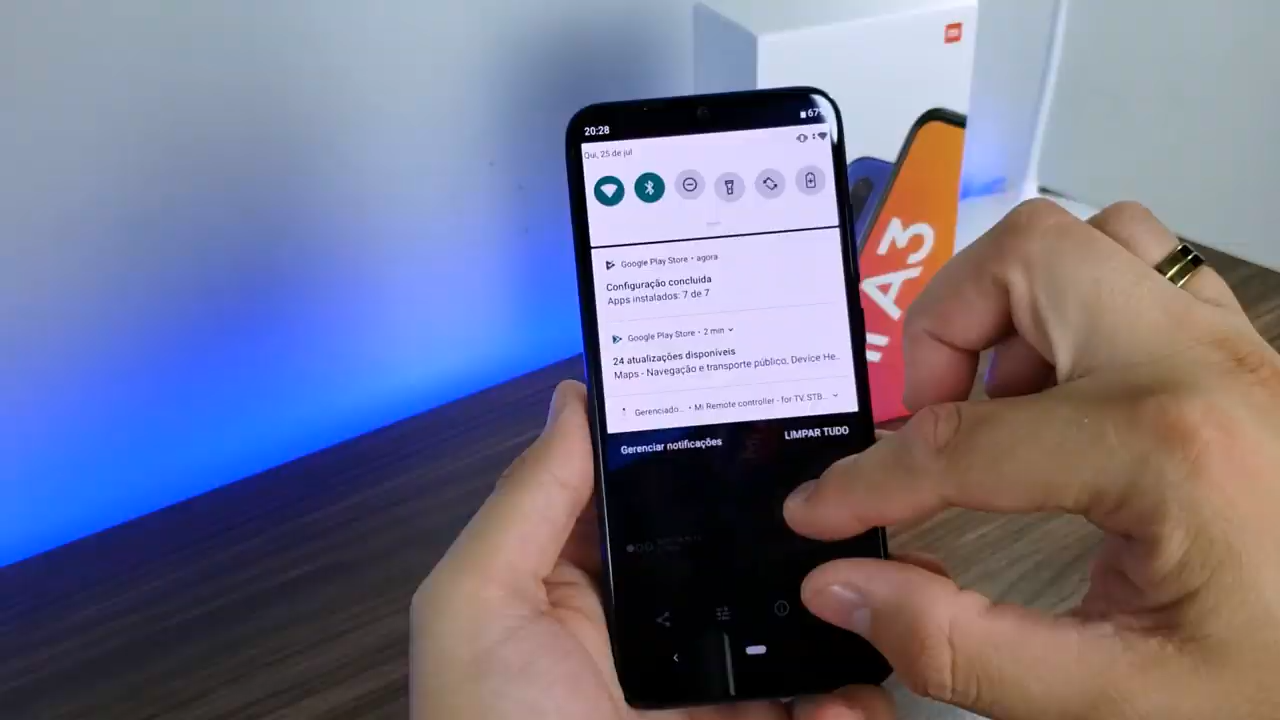 20:28
67%
Qui, 25 de jul
Google Play Store • agora
Configuração concluída
Apps instalados: 7 de 7
Google Play Store • 2 min
24 atualizações disponíveis
Maps - Navegação e transporte público, Device He..
Gerenciado.. • Mi Remote controller - for TV, STB..
Gerenciar notificações
LIMPAR TUDO
A3